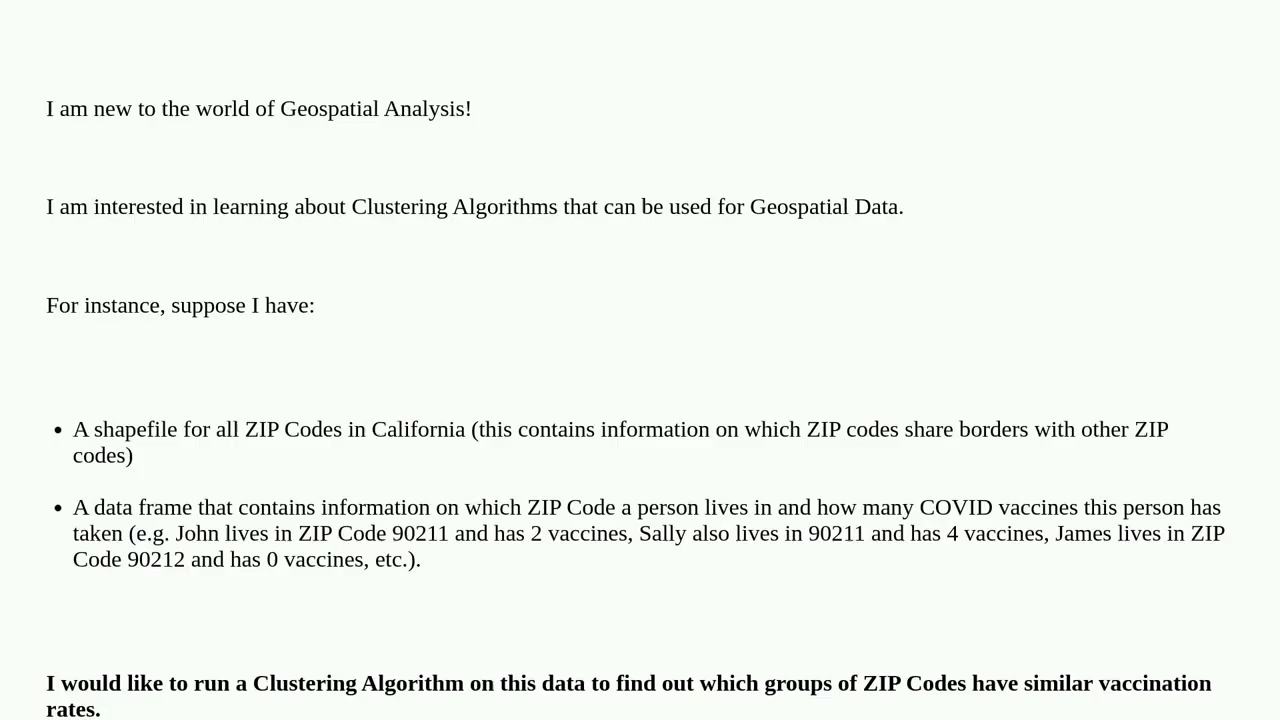 I am new to the world of Geospatial Analysis!
I am interested in learning about Clustering Algorithms that can be used for Geospatial Data.
For instance, suppose I have:
• A shapefile for all ZIP Codes in California (this contains information on which ZIP codes share borders with other ZIP
codes)
• A data frame that contains information on which ZIP Code a person lives in and how many COVID vaccines this person has
taken (e.g. John lives in ZIP Code 90211 and has 2 vaccines, Sally also lives in 90211 and has 4 vaccines, James lives in ZIP
Code 90212 and has 0 vaccines, etc.).
I would like to run a Clustering Algorithm on this data to find out which groups of ZIP Codes have similar vaccination
rates.